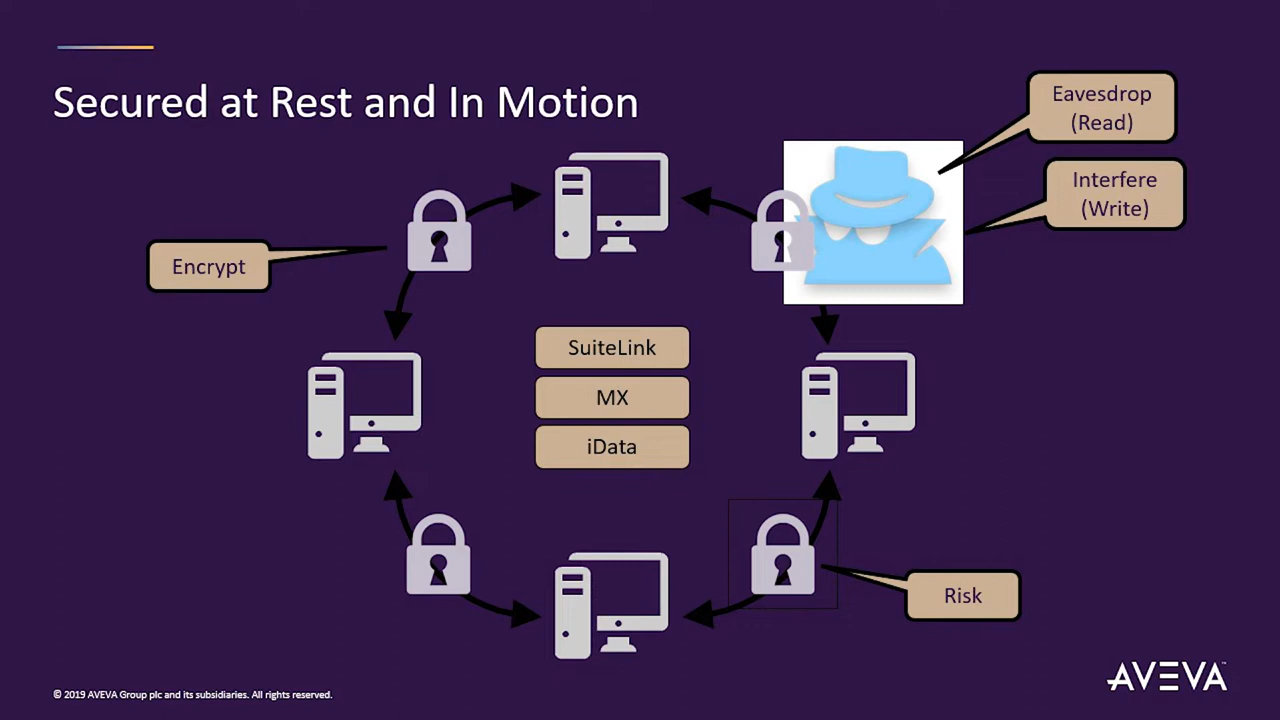 Secured at Rest and In Motion
Eavesdrop
(Read)
Interfere
(Write)
Encrypt
SuiteLink
MX
iData
Risk
© 2019 AVEVA Group plc and its subsidiaries. All rights reserved.
AVEVA™